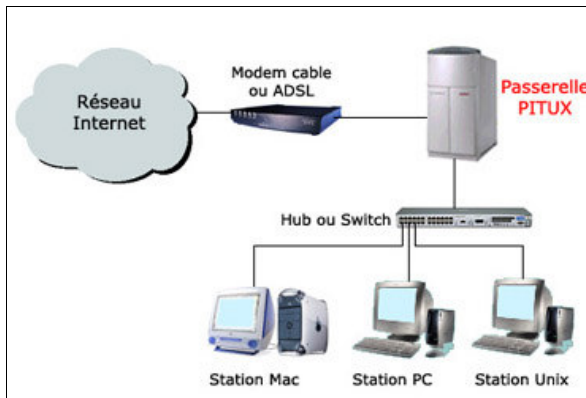 Réseau
Internet
Modem cable
ou ADSL
Passerelle
PITUX
Hub ou Switch
Station Mac
Station PC
Station Unix